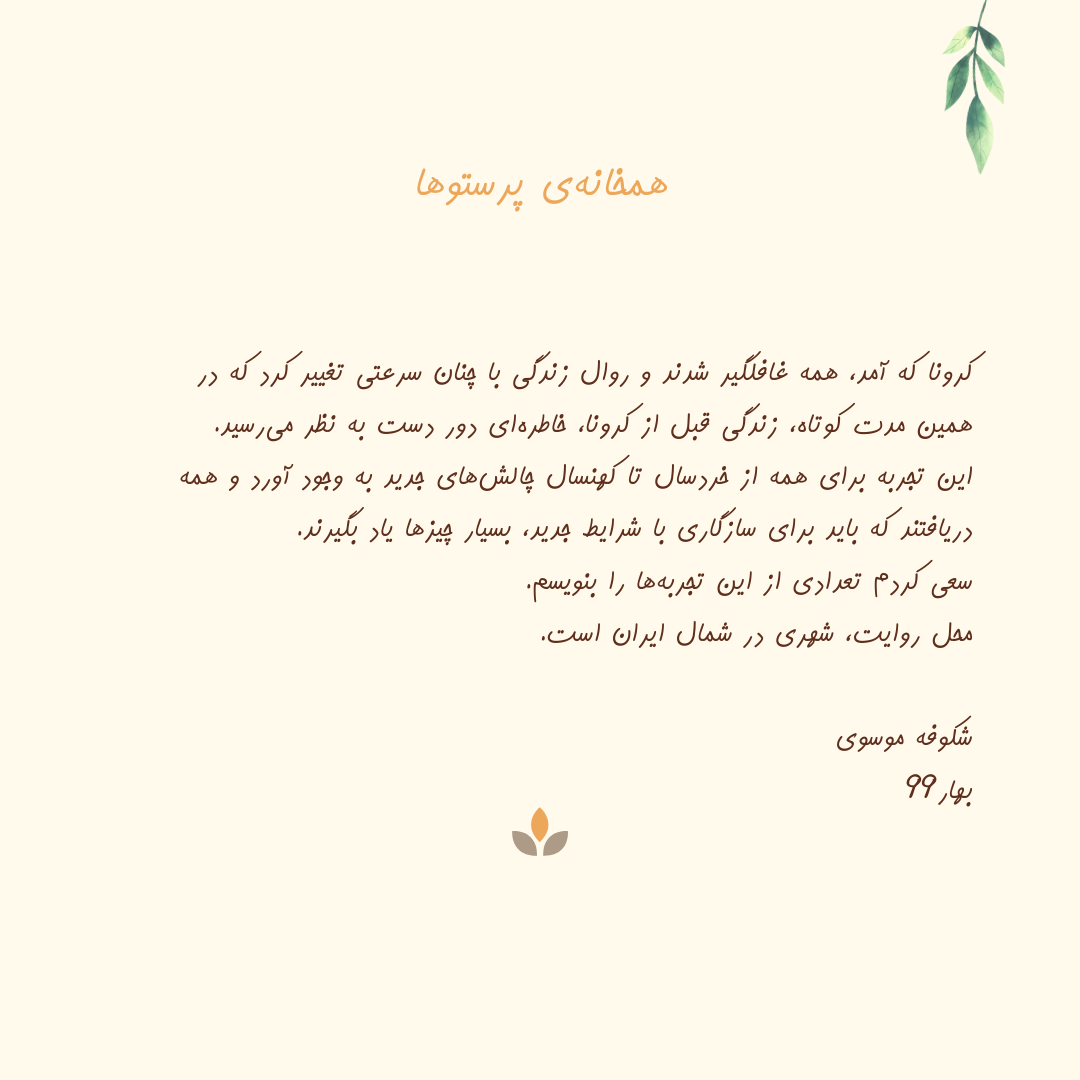 همخانه‌ی پرستوها
کرونا که آمد، همه غافلگیر شدند و روال زندگی با چنان سرعتی تغییر کرد که در
همین مدت کوتاه، زندگی قبل از کرونا، خاطره‌ای دور دست به نظر می‌رسید.
این تجربه برای همه از خردسال تا کهنسال چالش‌های جدید به وجود آورد و همه
دریافتند که باید برای سازگاری با شرایط جدید، بسیار چیزها یاد بگیرند.
سعی کردم تعدادی از این تجربه‌ها را بنویسم.
محل روایت، شهری در شمال ایران است.
شکوفه موسوی
بهار 99